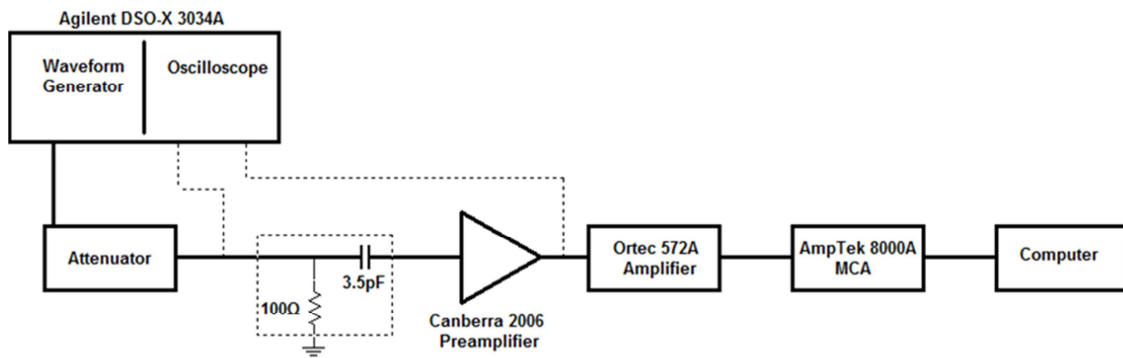 Agilent DSO-X 3034A
Waveform
Generator
Oscilloscope
Attenuator
3.5pF
100Ω
Canberra 2006
Preamplifier
Ortec 572A
Amplifier
AmpTek 8000A
MCA
Computer